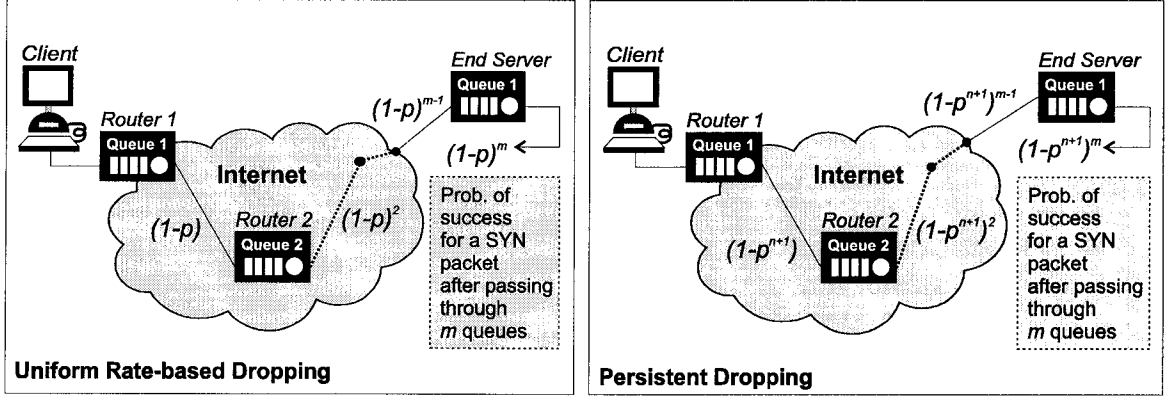 Client
End Server
Queue 1
(1-p)^{m-1}
Router 1
Queue 1
(1-p)^m
Internet
Router 2
(1-p)
(1-p)^2
Queue 2
Prob. of
success
for a SYN
packet
after passing
through
m queues
Uniform Rate-based Dropping
Client
End Server
Queue 1
(1-p^{n+1})^{m-1}
Router 1
Queue 1
(1-p^{n+1})^m
Internet
Router 2
(1-p^{n+1})
(1-p^{n+1})^2
Queue 2
Prob. of
success
for a SYN
packet
after passing
through
m queues
Persistent Dropping